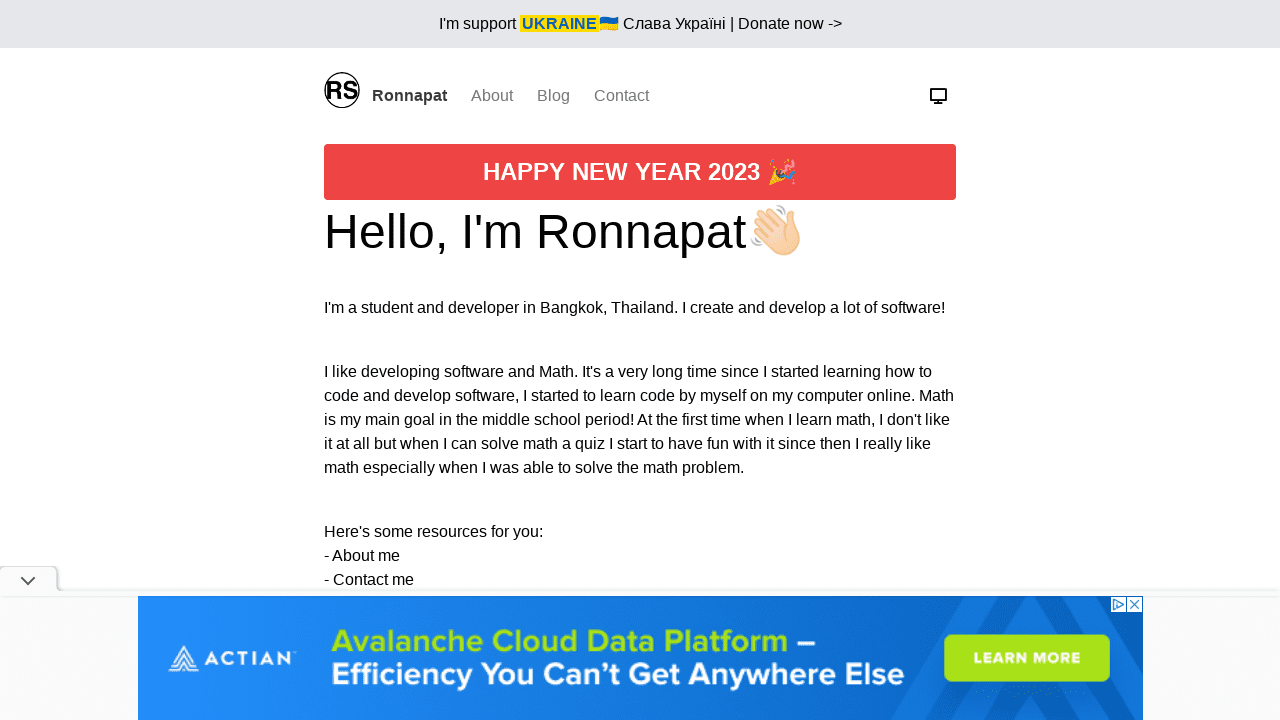 I'm support UKRAINE🇺🇦 Слава Україні | Donate now ->
RS Ronnapat About Blog Contact
HAPPY NEW YEAR 2023 🎉
Hello, I'm Ronnapat👋🏻
I'm a student and developer in Bangkok, Thailand. I create and develop a lot of software!
I like developing software and Math. It's a very long time since I started learning how to
code and develop software, I started to learn code by myself on my computer online. Math
is my main goal in the middle school period! At the first time when I learn math, I don't like
it at all but when I can solve math a quiz I start to have fun with it since then I really like
math especially when I was able to solve the math problem.
Here's some resources for you:
- About me
- Contact me
ACTIAN
Avalanche Cloud Data Platform –
Efficiency You Can't Get Anywhere Else
LEARN MORE